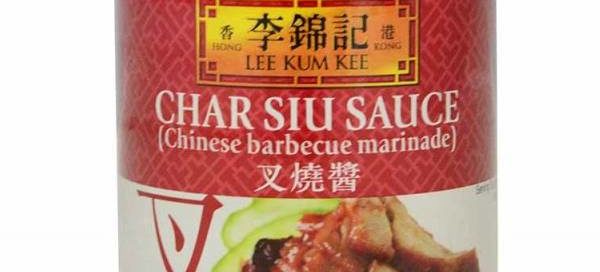 香 李錦記 港
HONG KONG
LEE KUM KEE
CHAR SIU SAUCE
(Chinese barbecue marinade)
叉燒醬
叉